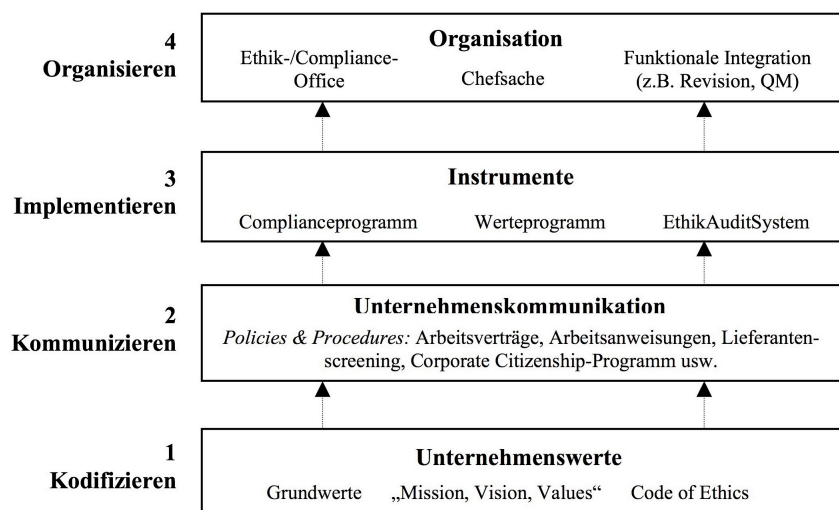 4
Organisieren
Organisation
Ethik-/Compliance-
Office
Chefsache
Funktionale Integration
(z.B. Revision, QM)
3
Implementieren
Instrumente
Complianceprogramm
Werteprogramm
EthikAuditSystem
2
Kommunizieren
Unternehmenskommunikation
Policies & Procedures: Arbeitsverträge, Arbeitsanweisungen, Lieferanten-
screening, Corporate Citizenship-Programm usw.
1
Kodifizieren
Unternehmenswerte
Grundwerte
„Mission, Vision, Values“
Code of Ethics